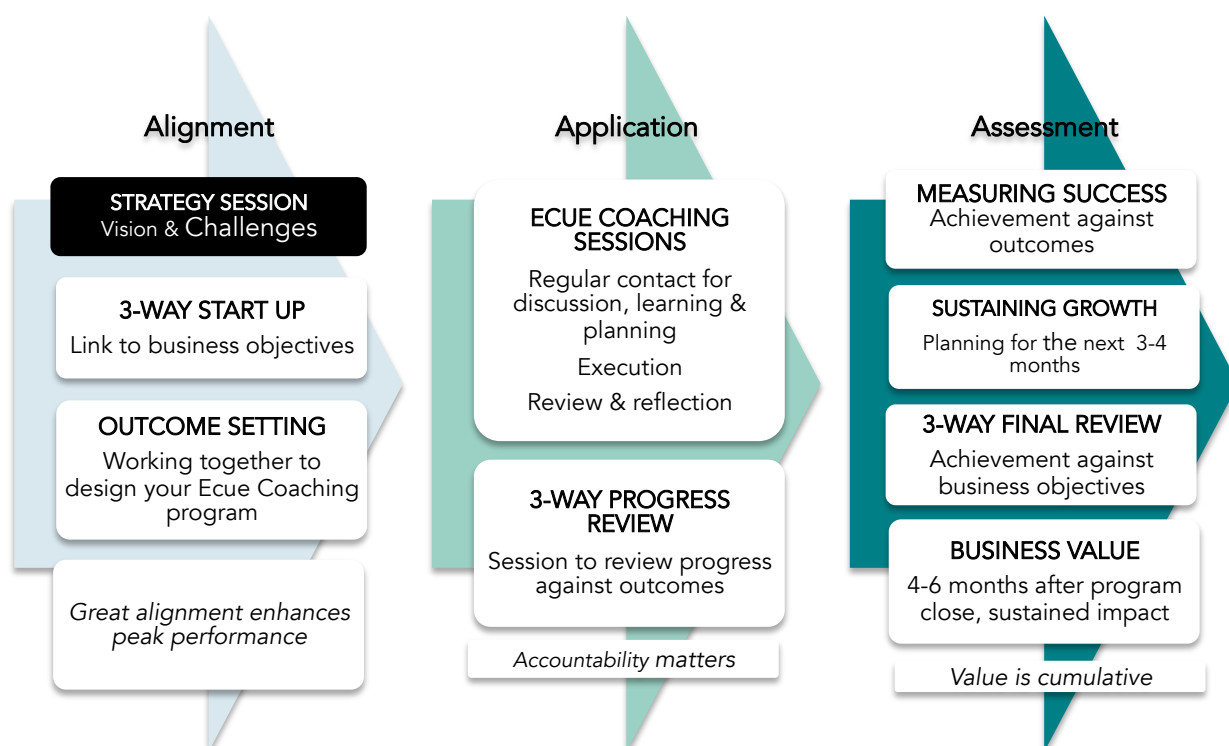 Alignment
STRATEGY SESSION
Vision & Challenges
3-WAY START UP
Link to business objectives
OUTCOME SETTING
Working together to
design your Ecue Coaching
program
Great alignment enhances
peak performance
Application
ECUE COACHING
SESSIONS
Regular contact for
discussion, learning &
planning
Execution
Review & reflection
3-WAY PROGRESS
REVIEW
Session to review progress
against outcomes
Accountability matters
Assessment
MEASURING SUCCESS
Achievement against
outcomes
SUSTAINING GROWTH
Planning for the next 3-4
months
3-WAY FINAL REVIEW
Achievement against
business objectives
BUSINESS VALUE
4-6 months after program
close, sustained impact
Value is cumulative